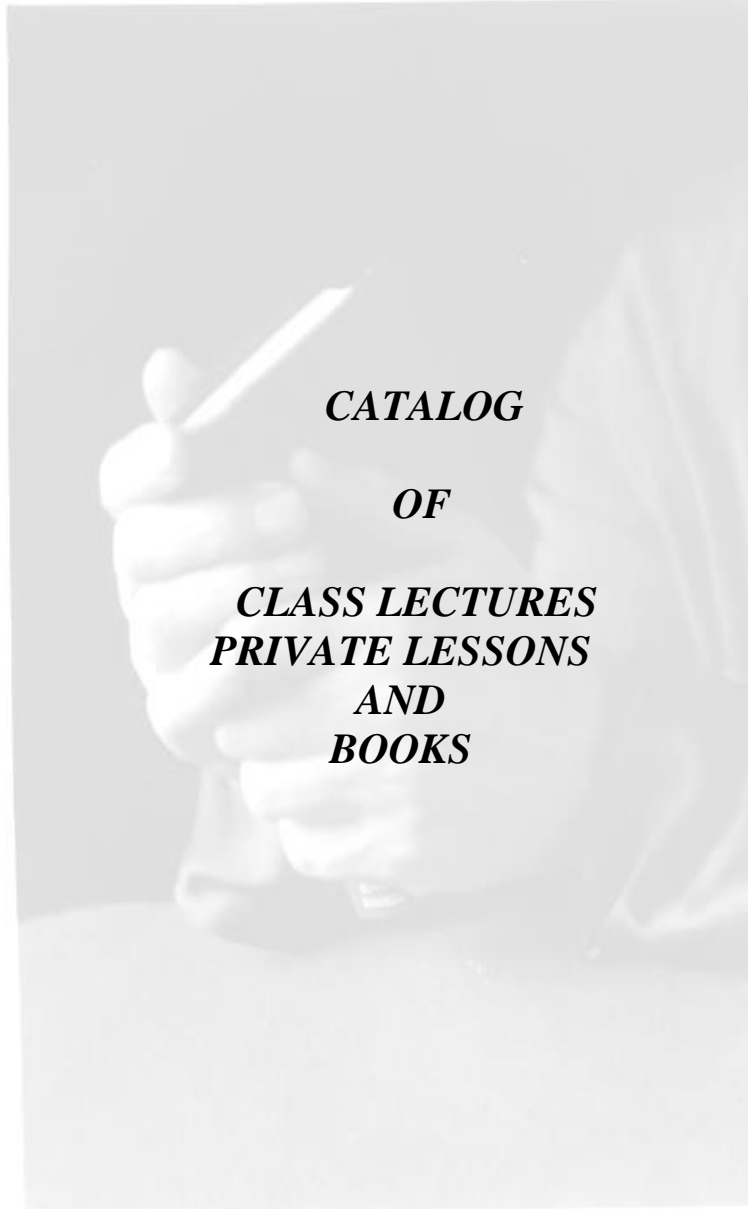 CATALOG
OF
CLASS LECTURES
PRIVATE LESSONS
AND
BOOKS